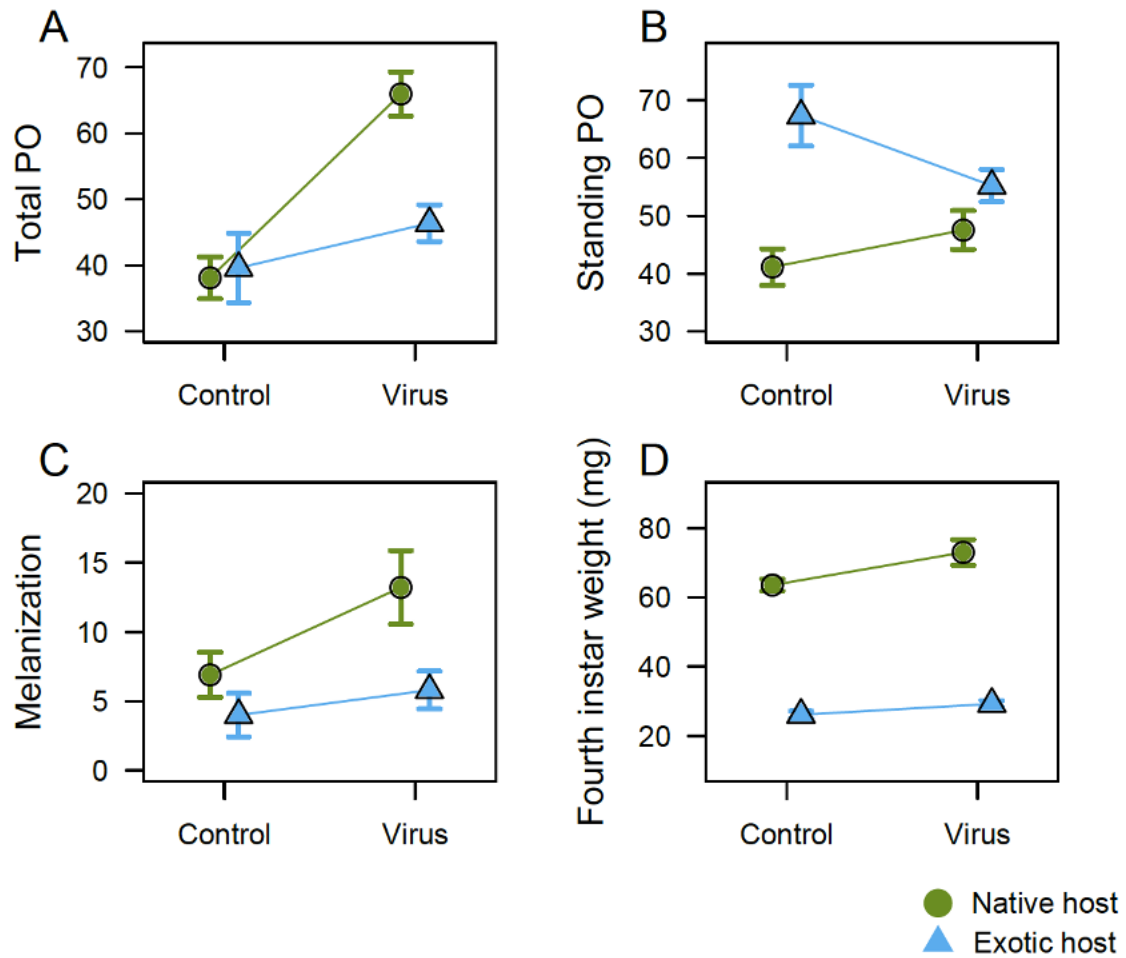 A
Total PO
70
60
50
40
30
Control Virus
B
Standing PO
70
60
50
40
30
Control Virus
C
Melanization
20
15
10
5
0
Control Virus
D
Fourth instar weight (mg)
80
60
40
20
Control Virus
Native host
Exotic host